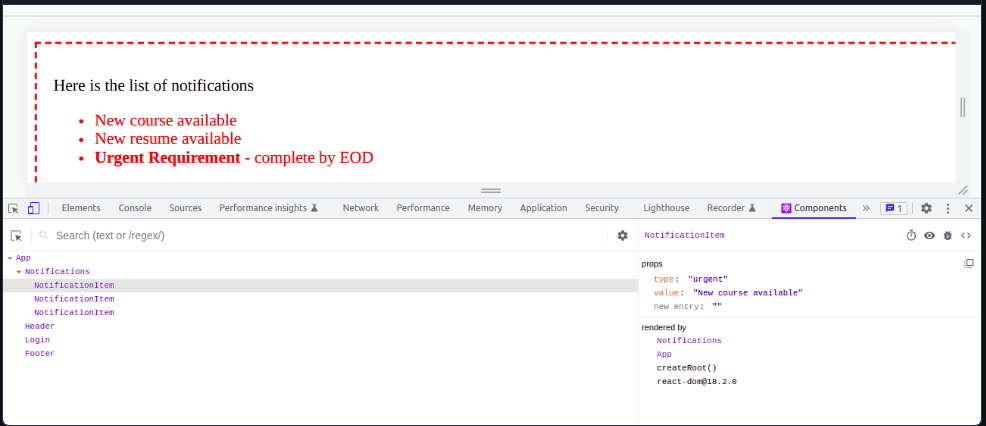 Here is the list of notifications
New course available
New resume available
Urgent Requirement - complete by EOD
Elements Console Sources Performance insights Network Performance Memory Application Security Lighthouse Recorder Components » 1
Search (text or /regex/)
NotificationItem
App
Notifications
NotificationItem
NotificationItem
NotificationItem
Header
Login
Footer
props
type: "urgent"
value: "New course available"
new entry: ""
rendered by
Notifications
App
createRoot()
react-dom@18.2.0